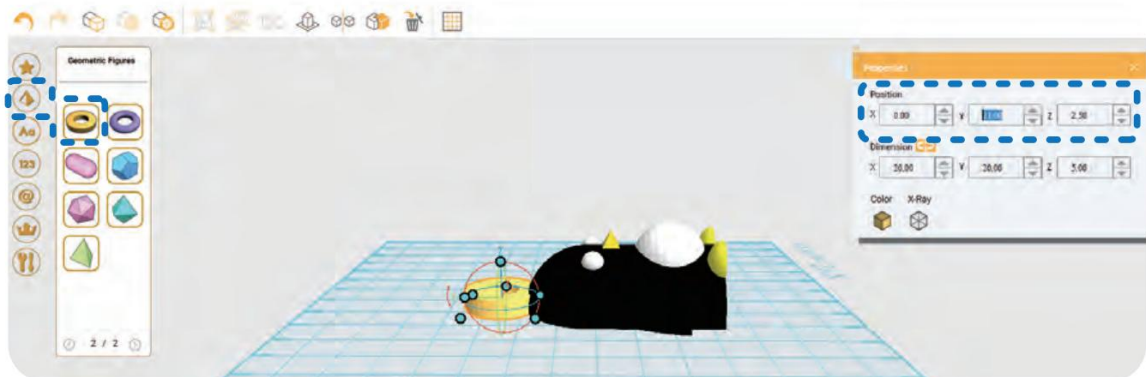 Geometric Figures
Aa
123
@
2 / 2
Properties
Position
X 0.00 Y Z 2.50
Dimension
X 20.00 Y 20.00 Z 5.00
Color X-Ray